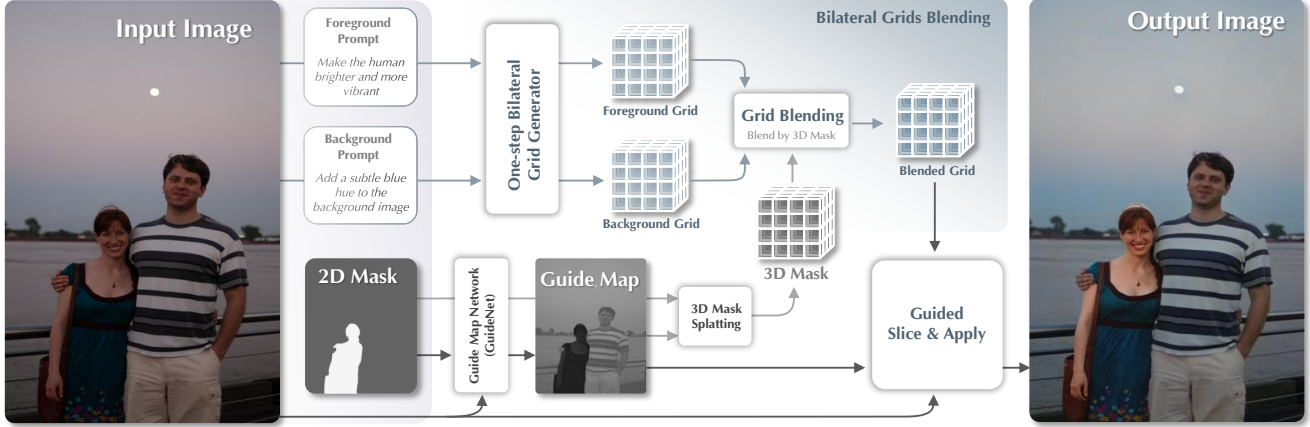 Input Image
Foreground
Prompt
Make the human
brighter and more
vibrant
Background
Prompt
Add a subtle blue
hue to the
background image
One-step Bilateral
Grid Generator
Foreground Grid
Background Grid
Bilateral Grids Blending
Grid Blending
Blend by 3D Mask
Blended Grid
2D Mask
Guide Map Network
(GuideNet)
Guide Map
3D Mask
Splatting
3D Mask
Guided
Slice & Apply
Output Image